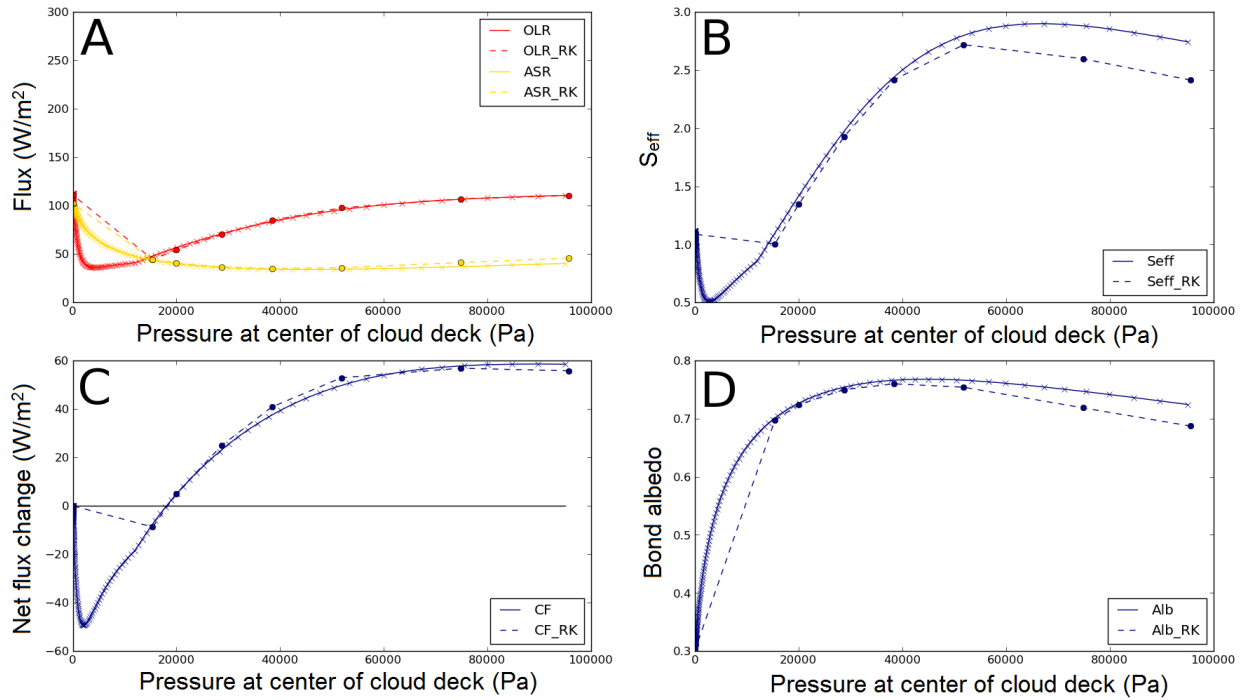 A
OLR
OLR_RK
ASR
ASR_RK
Flux (W/m²)
300
250
200
150
100
50
0
0 20000 40000 60000 80000 100000
Pressure at center of cloud deck (Pa)
B
Seff
3.0
2.5
2.0
1.5
1.0
0.5
Seff
Seff_RK
0 20000 40000 60000 80000 100000
Pressure at center of cloud deck (Pa)
C
Net flux change (W/m²)
60
40
20
0
−20
−40
−60
CF
CF_RK
0 20000 40000 60000 80000 100000
Pressure at center of cloud deck (Pa)
D
Bond albedo
0.8
0.7
0.6
0.5
0.4
0.3
Alb
Alb_RK
0 20000 40000 60000 80000 100000
Pressure at center of cloud deck (Pa)